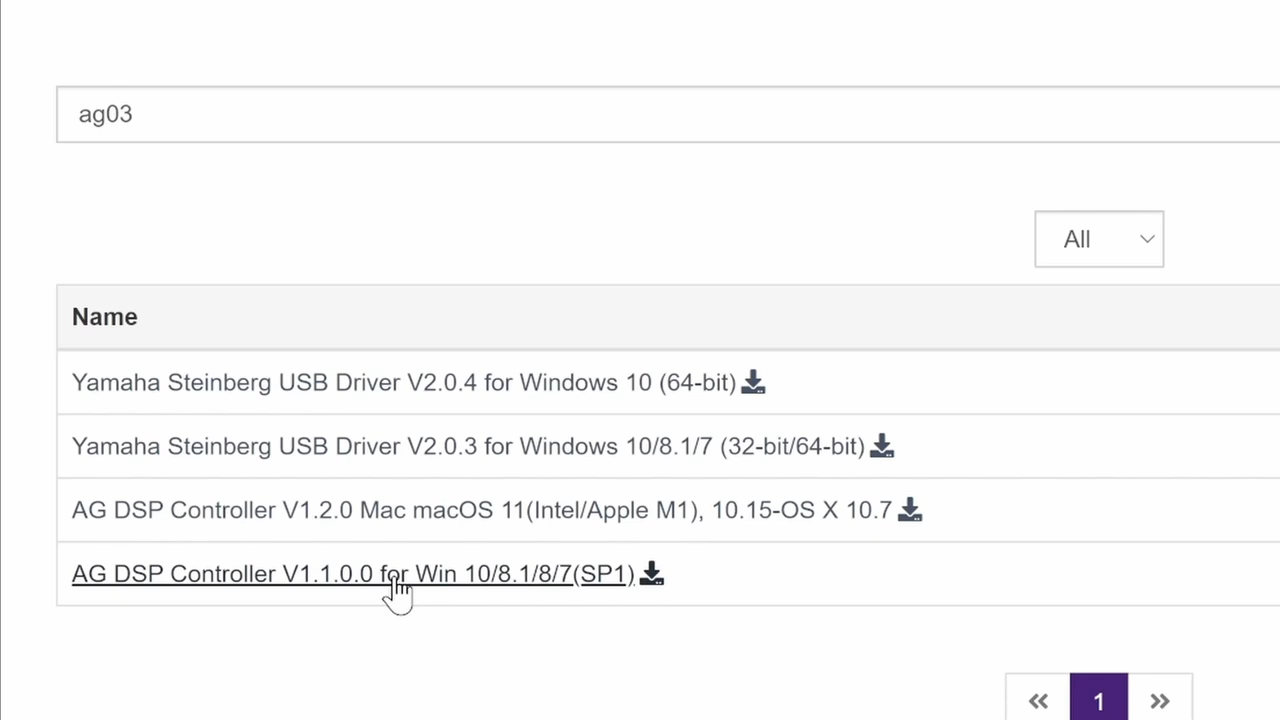 ag03
All
Name
Yamaha Steinberg USB Driver V2.0.4 for Windows 10 (64-bit)
Yamaha Steinberg USB Driver V2.0.3 for Windows 10/8.1/7 (32-bit/64-bit)
AG DSP Controller V1.2.0 Mac macOS 11(Intel/Apple M1), 10.15-OS X 10.7
AG DSP Controller V1.1.0.0 for Win 10/8.1/8/7(SP1)
« 1 »